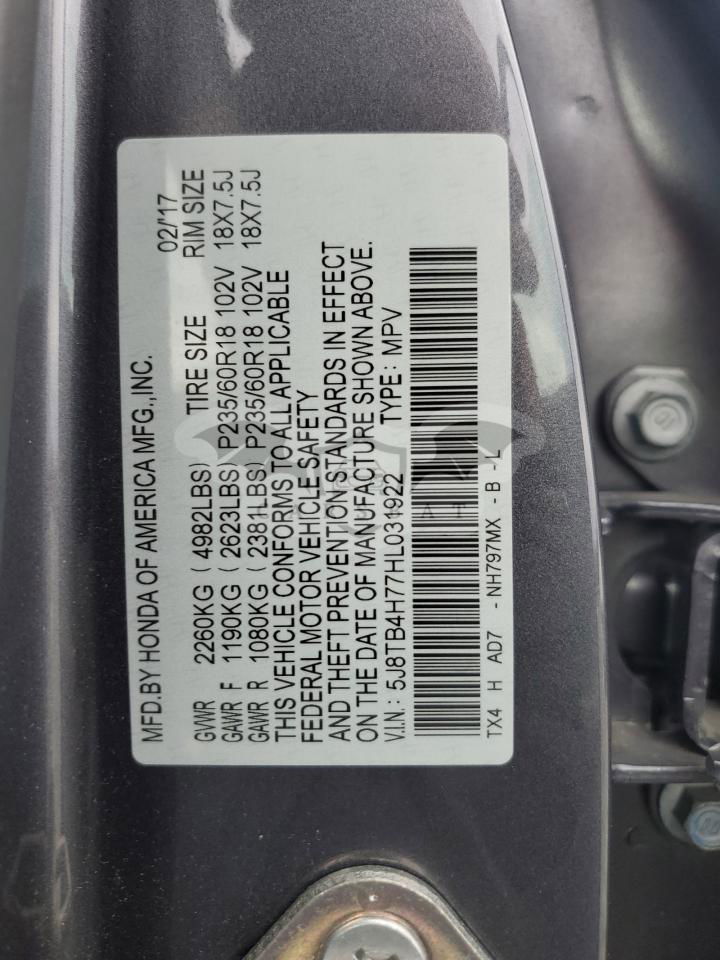 MFD.BY HONDA OF AMERICA MFG.,INC.
02/'17
GVWR 2260KG ( 4982LBS) TIRE SIZE RIM SIZE
GAWR F 1190KG ( 2623LBS) P235/60R18 102V 18X7.5J
GAWR R 1080KG ( 2381LBS) P235/60R18 102V 18X7.5J
THIS VEHICLE CONFORMS TO ALL APPLICABLE
FEDERAL MOTOR VEHICLE SAFETY
AND THEFT PREVENTION STANDARDS IN EFFECT
ON THE DATE OF MANUFACTURE SHOWN ABOVE.
V.I.N.: 5J8TB4H77HL031922 TYPE: MPV
TX4 H AD7 - NH797MX - B - L